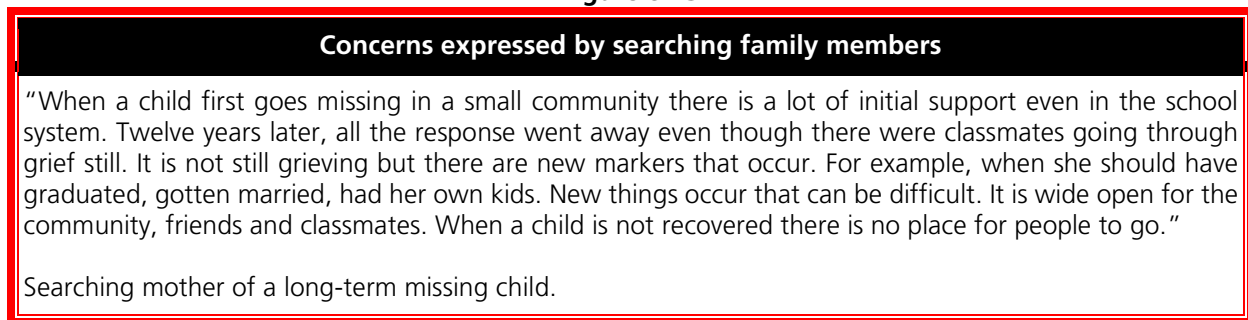 Concerns expressed by searching family members
“When a child first goes missing in a small community there is a lot of initial support even in the school
system. Twelve years later, all the response went away even though there were classmates going through
grief still. It is not still grieving but there are new markers that occur. For example, when she should have
graduated, gotten married, had her own kids. New things occur that can be difficult. It is wide open for the
community, friends and classmates. When a child is not recovered there is no place for people to go.”
Searching mother of a long-term missing child.